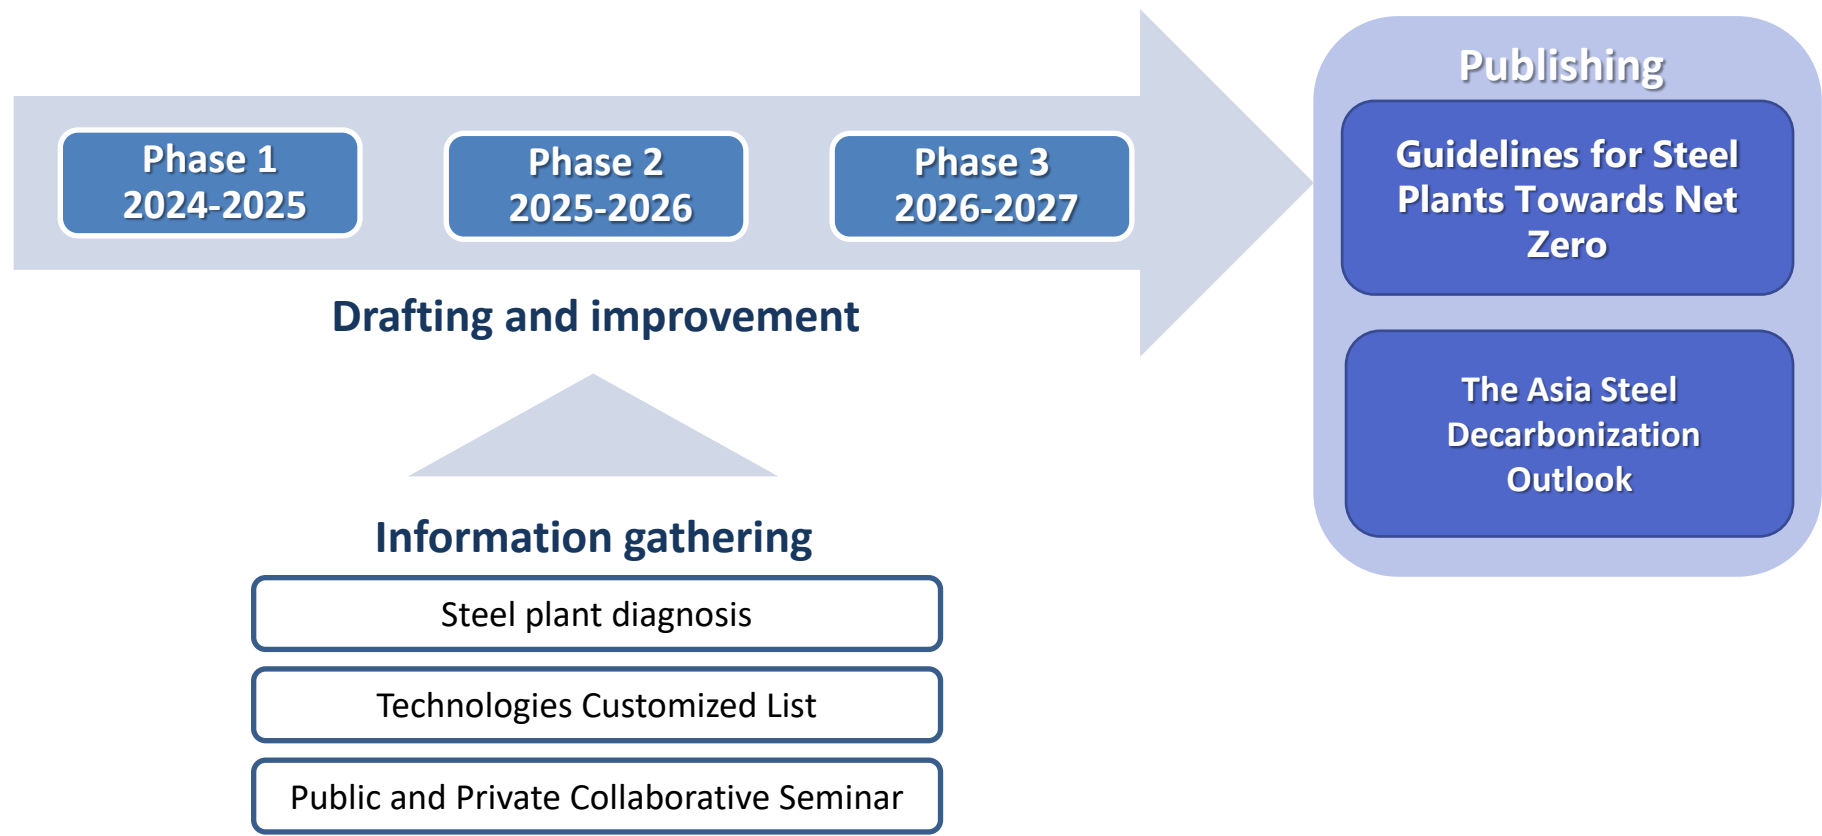 Phase 1
2024-2025
Phase 2
2025-2026
Phase 3
2026-2027
Drafting and improvement
Information gathering
Steel plant diagnosis
Technologies Customized List
Public and Private Collaborative Seminar
Publishing
Guidelines for Steel
Plants Towards Net
Zero
The Asia Steel
Decarbonization
Outlook